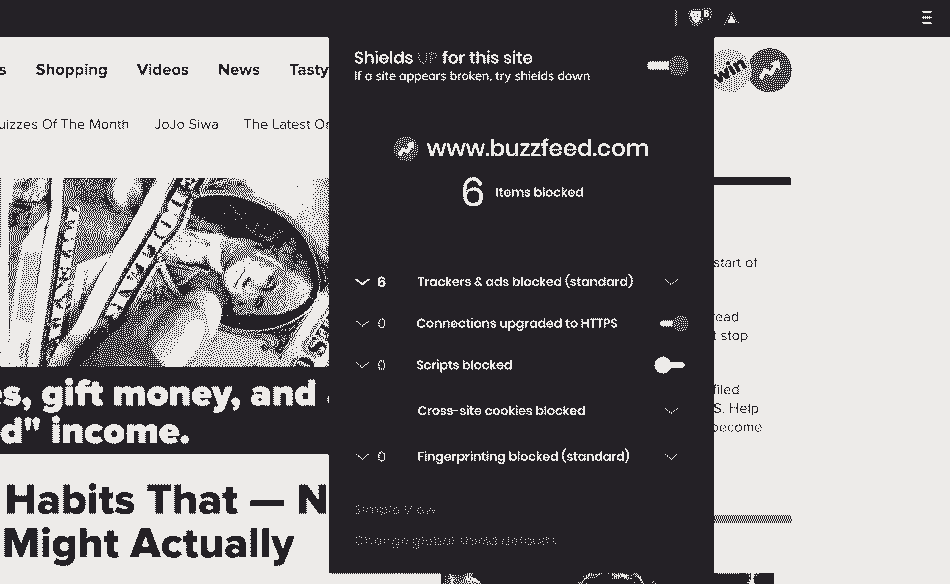 6
s Shopping Videos News Tasty
uizzes Of The Month JoJo Siwa The Latest Or
es, gift money, and
d" income.
Habits That — N
Might Actually
Shields UP for this site
If a site appears broken, try shields down
www.buzzfeed.com
6 Items blocked
6 Trackers & ads blocked (standard)
0 Connections upgraded to HTTPS
0 Scripts blocked
Cross-site cookies blocked
0 Fingerprinting blocked (standard)
Simple View
Change global shield defaults
win
start of
read
t stop
filed
S. Help
become